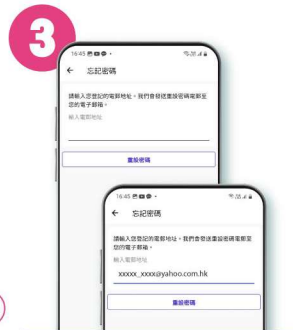 3
16:45
忘記密碼
請輸入您登記的電郵地址，我們會發送重設密碼電郵至
您的電子郵箱。
輸入電郵地址
重設密碼
16:45
忘記密碼
請輸入您登記的電郵地址，我們會發送重設密碼電郵至
您的電子郵箱。
輸入電郵地址
xxxxx_xxxx@yahoo.com.hk
重設密碼